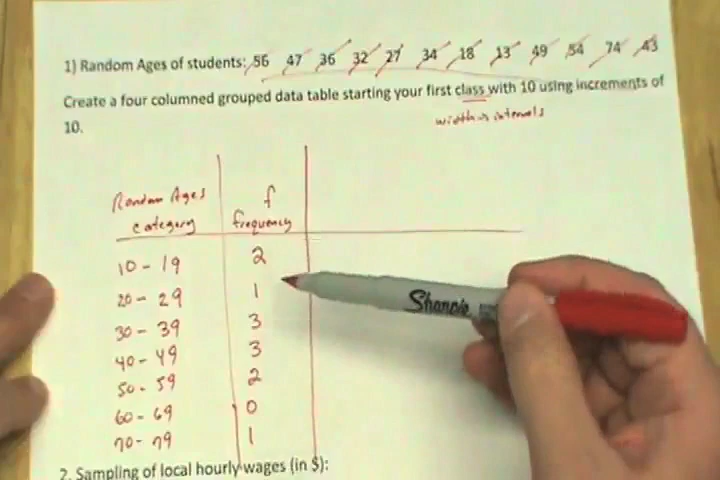 1) Random Ages of students: 56 47 36 32 27 34 18 13 49 54 74 43
Create a four columned grouped data table starting your first class with 10 using increments of
10.
width or intervals
Random Ages f
category frequency
10 - 19 2
20 - 29 1
30 - 39 3
40 - 49 3
50 - 59 2
60 - 69 0
70 - 79 1
Sharpie
2. Sampling of local hourly wages (in $):